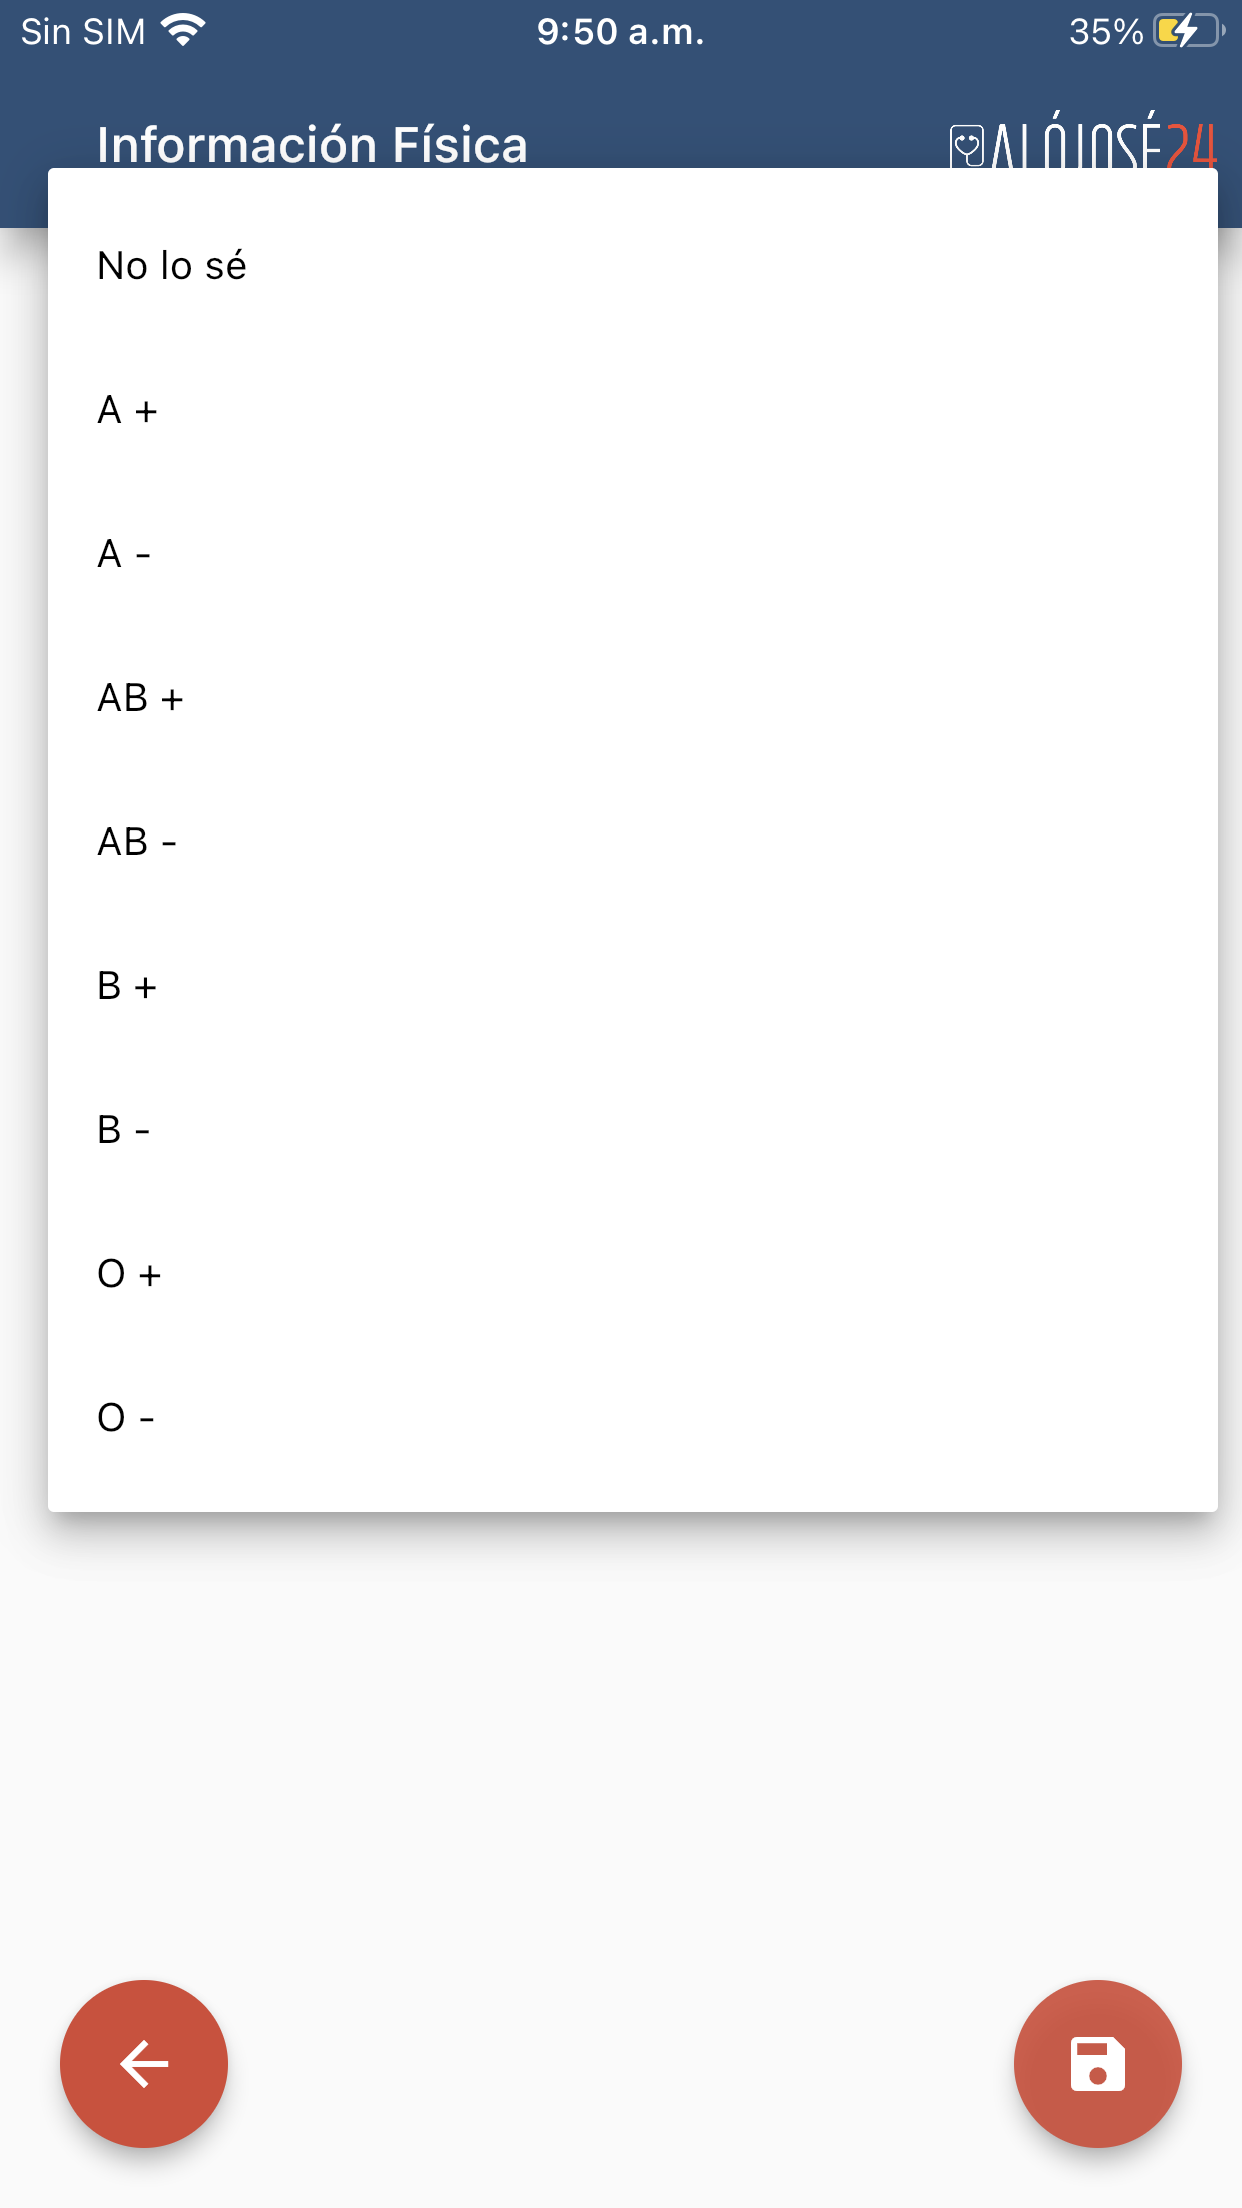 Sin SIM 9:50 a.m. 35%
Información Física ALÓJOSÉ24
No lo sé
A +
A -
AB +
AB -
B +
B -
O +
O -